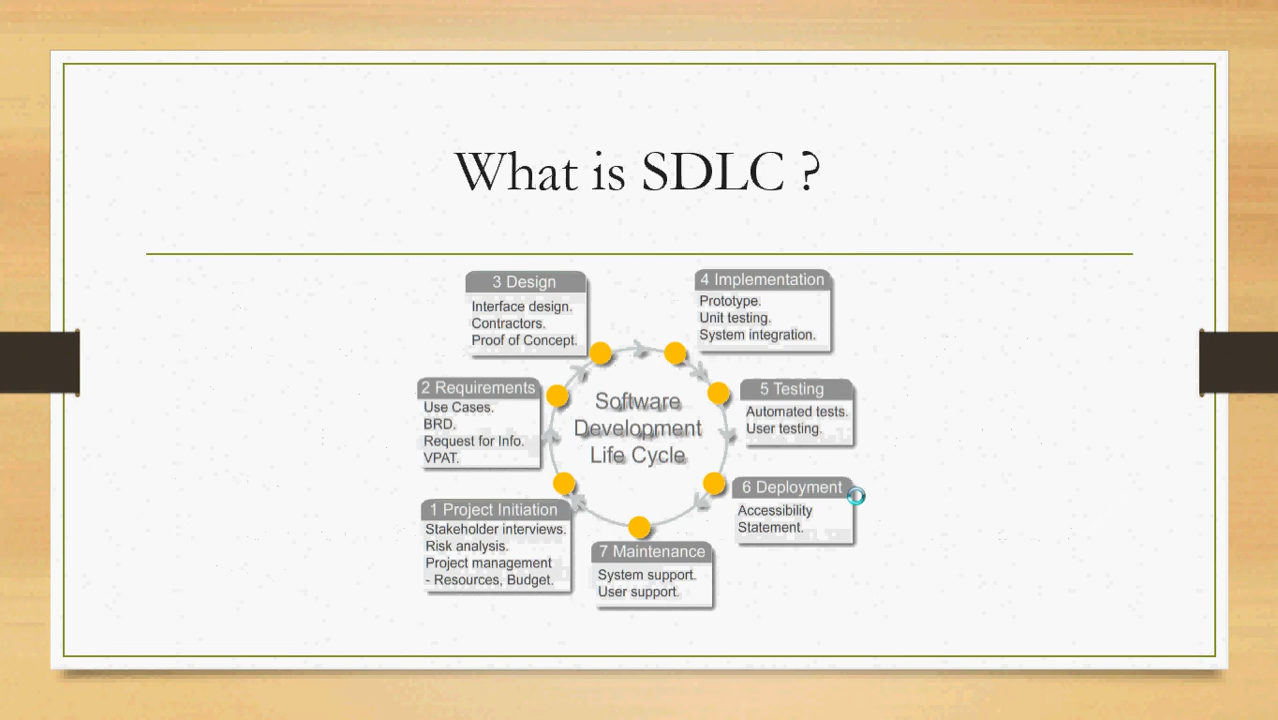 What is SDLC ?
3 Design
Interface design.
Contractors.
Proof of Concept.
4 Implementation
Prototype.
Unit testing.
System integration.
2 Requirements
Use Cases.
BRD.
Request for Info.
VPAT.
Software
Development
Life Cycle
5 Testing
Automated tests.
User testing.
1 Project Initiation
Stakeholder interviews.
Risk analysis.
Project management
- Resources, Budget.
6 Deployment
Accessibility
Statement.
7 Maintenance
System support.
User support.